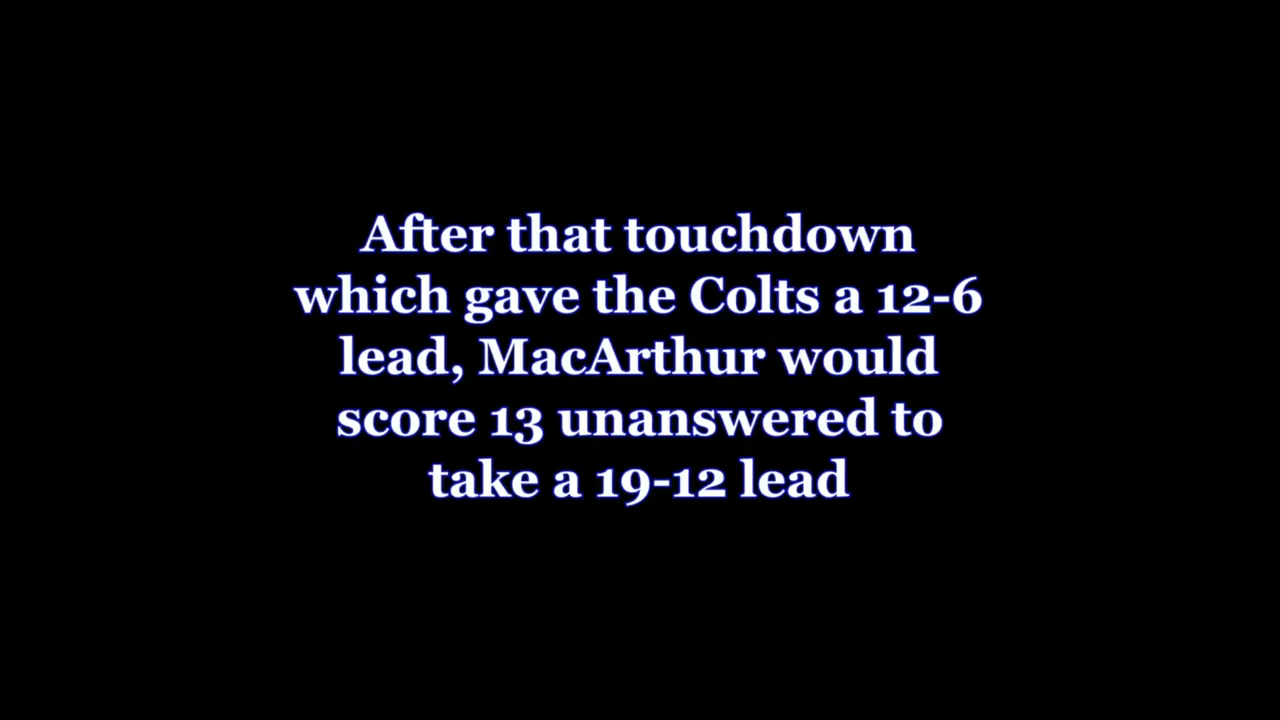 After that touchdown
which gave the Colts a 12-6
lead, MacArthur would
score 13 unanswered to
take a 19-12 lead